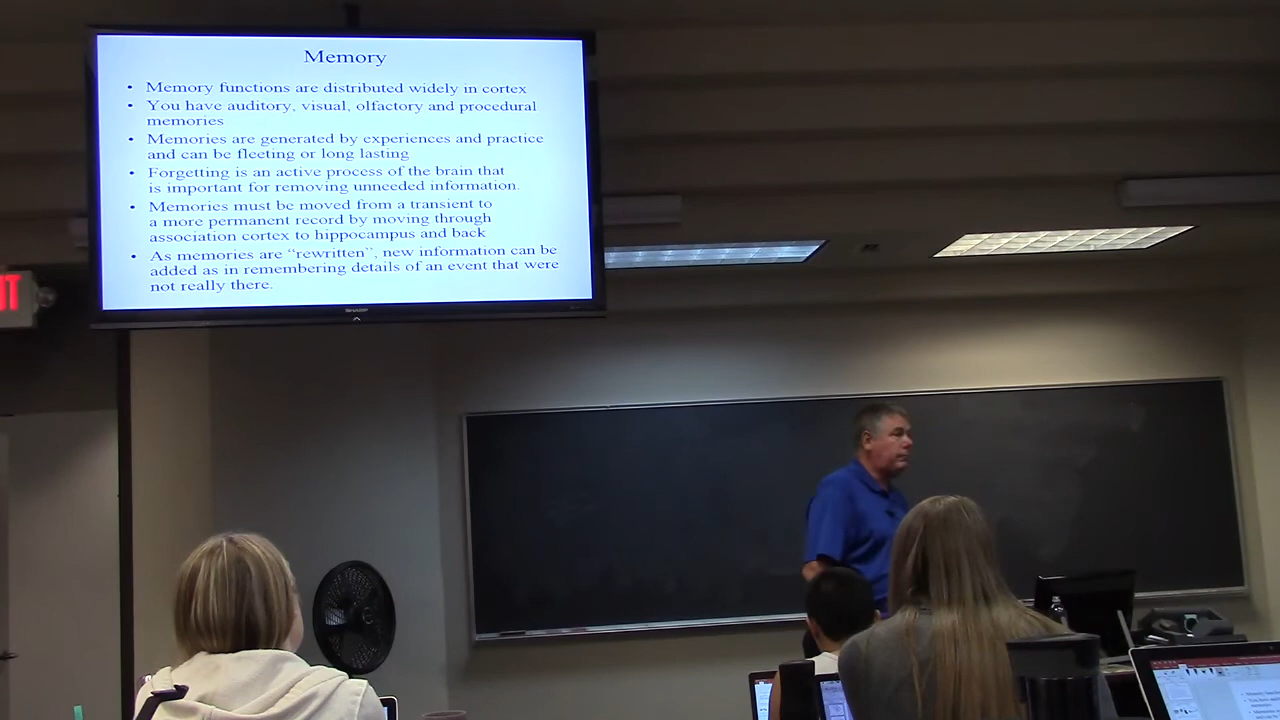 Memory
• Memory functions are distributed widely in cortex
• You have auditory, visual, olfactory and procedural
memories
• Memories are generated by experiences and practice
and can be fleeting or long lasting
• Forgetting is an active process of the brain that
is important for removing unneeded information.
• Memories must be moved from a transient to
a more permanent record by moving through
association cortex to hippocampus and back
• As memories are “rewritten”, new information can be
added as in remembering details of an event that were
not really there.
SHARP
IT